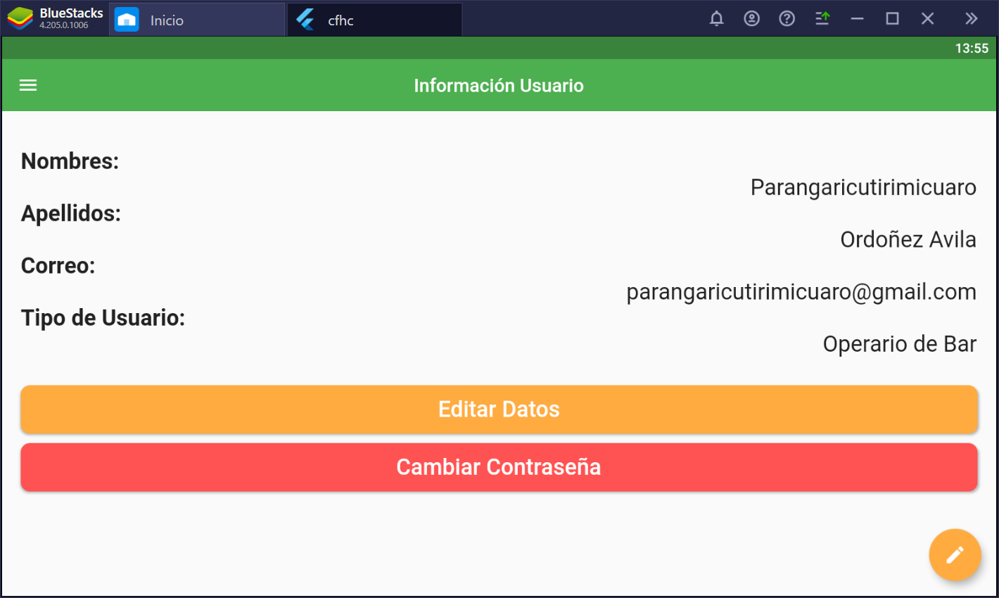 BlueStacks
4.205.0.1006
Inicio
cfhc
13:55
Información Usuario
Nombres:
Parangaricutirimicuaro
Apellidos:
Ordoñez Avila
Correo:
parangaricutirimicuaro@gmail.com
Tipo de Usuario:
Operario de Bar
Editar Datos
Cambiar Contraseña